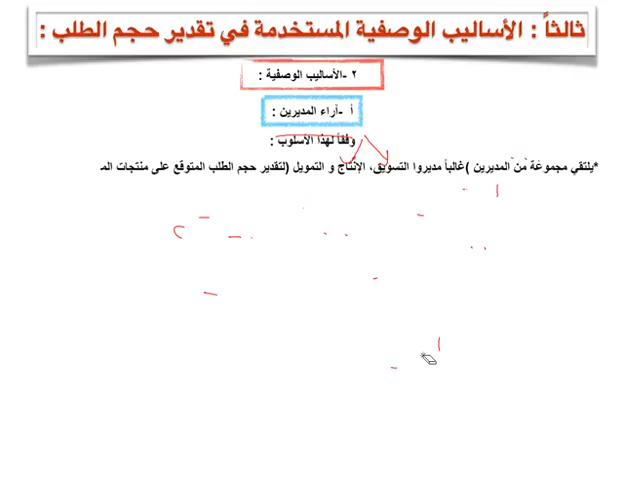 ثالثاً : الأساليب الوصفية المستخدمة في تقدير حجم الطلب :
٢ -الأساليب الوصفية :
أ -آراء المديرين :
وفقاً لهذا الأسلوب :
*يلتقي مجموعة من المديرين )غالباً مديروا التسويق، الإنتاج و التمويل (لتقدير حجم الطلب المتوقع على منتجات المـ